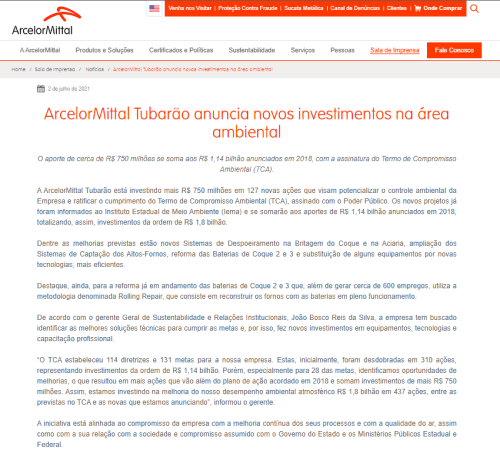 Venha nos Visitar | Proteção Contra Fraude | Sucata Metálica | Canal de Denúncias | Clientes | Onde Comprar
ArcelorMittal
A ArcelorMittal Produtos e Soluções Certificados e Políticas Sustentabilidade Serviços Pessoas Sala de Imprensa Fale Conosco
Home / Sala de imprensa / Notícias / ArcelorMittal Tubarão anuncia novos investimentos na área ambiental
2 de julho de 2021
ArcelorMittal Tubarão anuncia novos investimentos na área
ambiental
O aporte de cerca de R$ 750 milhões se soma aos R$ 1,14 bilhão anunciados em 2018, com a assinatura do Termo de Compromisso
Ambiental (TCA).
A ArcelorMittal Tubarão está investindo mais R$ 750 milhões em 127 novas ações que visam potencializar o controle ambiental da
Empresa e ratificar o cumprimento do Termo de Compromisso Ambiental (TCA), assinado com o Poder Público. Os novos projetos já
foram informados ao Instituto Estadual de Meio Ambiente (Iema) e se somarão aos aportes de R$ 1,14 bilhão anunciados em 2018,
totalizando, assim, investimentos da ordem de R$ 1,8 bilhão.
Dentre as melhorias previstas estão novos Sistemas de Despoeiramento na Britagem do Coque e na Aciaria, ampliação dos
Sistemas de Captação dos Altos-Fornos, reforma das Baterias de Coque 2 e 3 e substituição de alguns equipamentos por novas
tecnologias, mais eficientes.
Destaque, ainda, para a reforma já em andamento das baterias de Coque 2 e 3 que, além de gerar cerca de 600 empregos, utiliza a
metodologia denominada Rolling Repair, que consiste em reconstruir os fornos com as baterias em pleno funcionamento.
De acordo com o gerente Geral de Sustentabilidade e Relações Institucionais, João Bosco Reis da Silva, a empresa tem buscado
identificar as melhores soluções técnicas para cumprir as metas e, por isso, fez novos investimentos em equipamentos, tecnologias e
capacitação profissional.
"O TCA estabeleceu 114 diretrizes e 131 metas para a nossa empresa. Estas, inicialmente, foram desdobradas em 310 ações,
representando investimentos da ordem de R$ 1,14 bilhão. Porém, especialmente para 28 das metas, identificamos oportunidades de
melhorias, o que resultou em mais ações que vão além do plano de ação acordado em 2018 e somam investimentos de mais R$ 750
milhões. Assim, estamos investindo na melhoria do nosso desempenho ambiental atmosférico R$ 1,8 bilhão em 437 ações, entre as
previstas no TCA e as novas que estamos anunciando", informou o gerente.
A iniciativa está alinhada ao compromisso da empresa com a melhoria contínua dos seus processos e com a qualidade do ar, assim
como com a sua relação com a sociedade e compromisso assumido com o Governo do Estado e os Ministérios Públicos Estadual e
Federal.